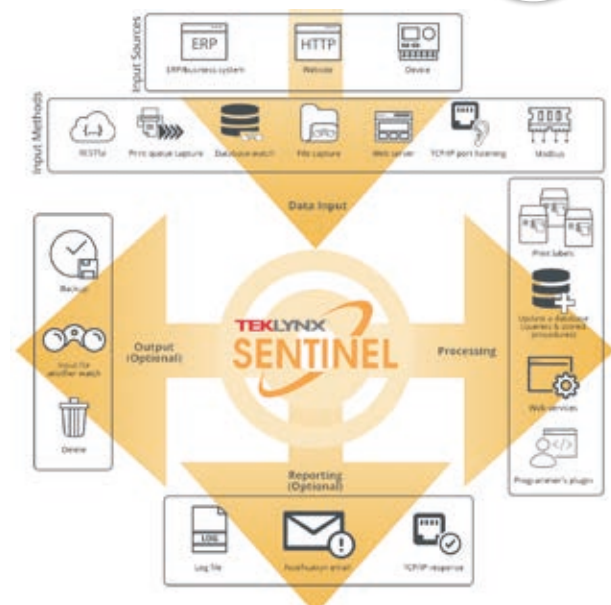 Input Sources
ERP
HTTP
ERP/Business system
Website
Device
Input Methods
{...}
RESTful
Print queue capture
Database watch
File capture
Web server
TCP/IP port listening
Modbus
Data Input
Backup
Input for
another watch
Delete
Output
(Optional)
TEKLYNX
SENTINEL
Processing
Print labels
Update a database
(queries & stored
procedures)
Web services
</>
Programmer's plugin
Reporting
(Optional)
LOG
Log file
Notification email
TCP/IP response